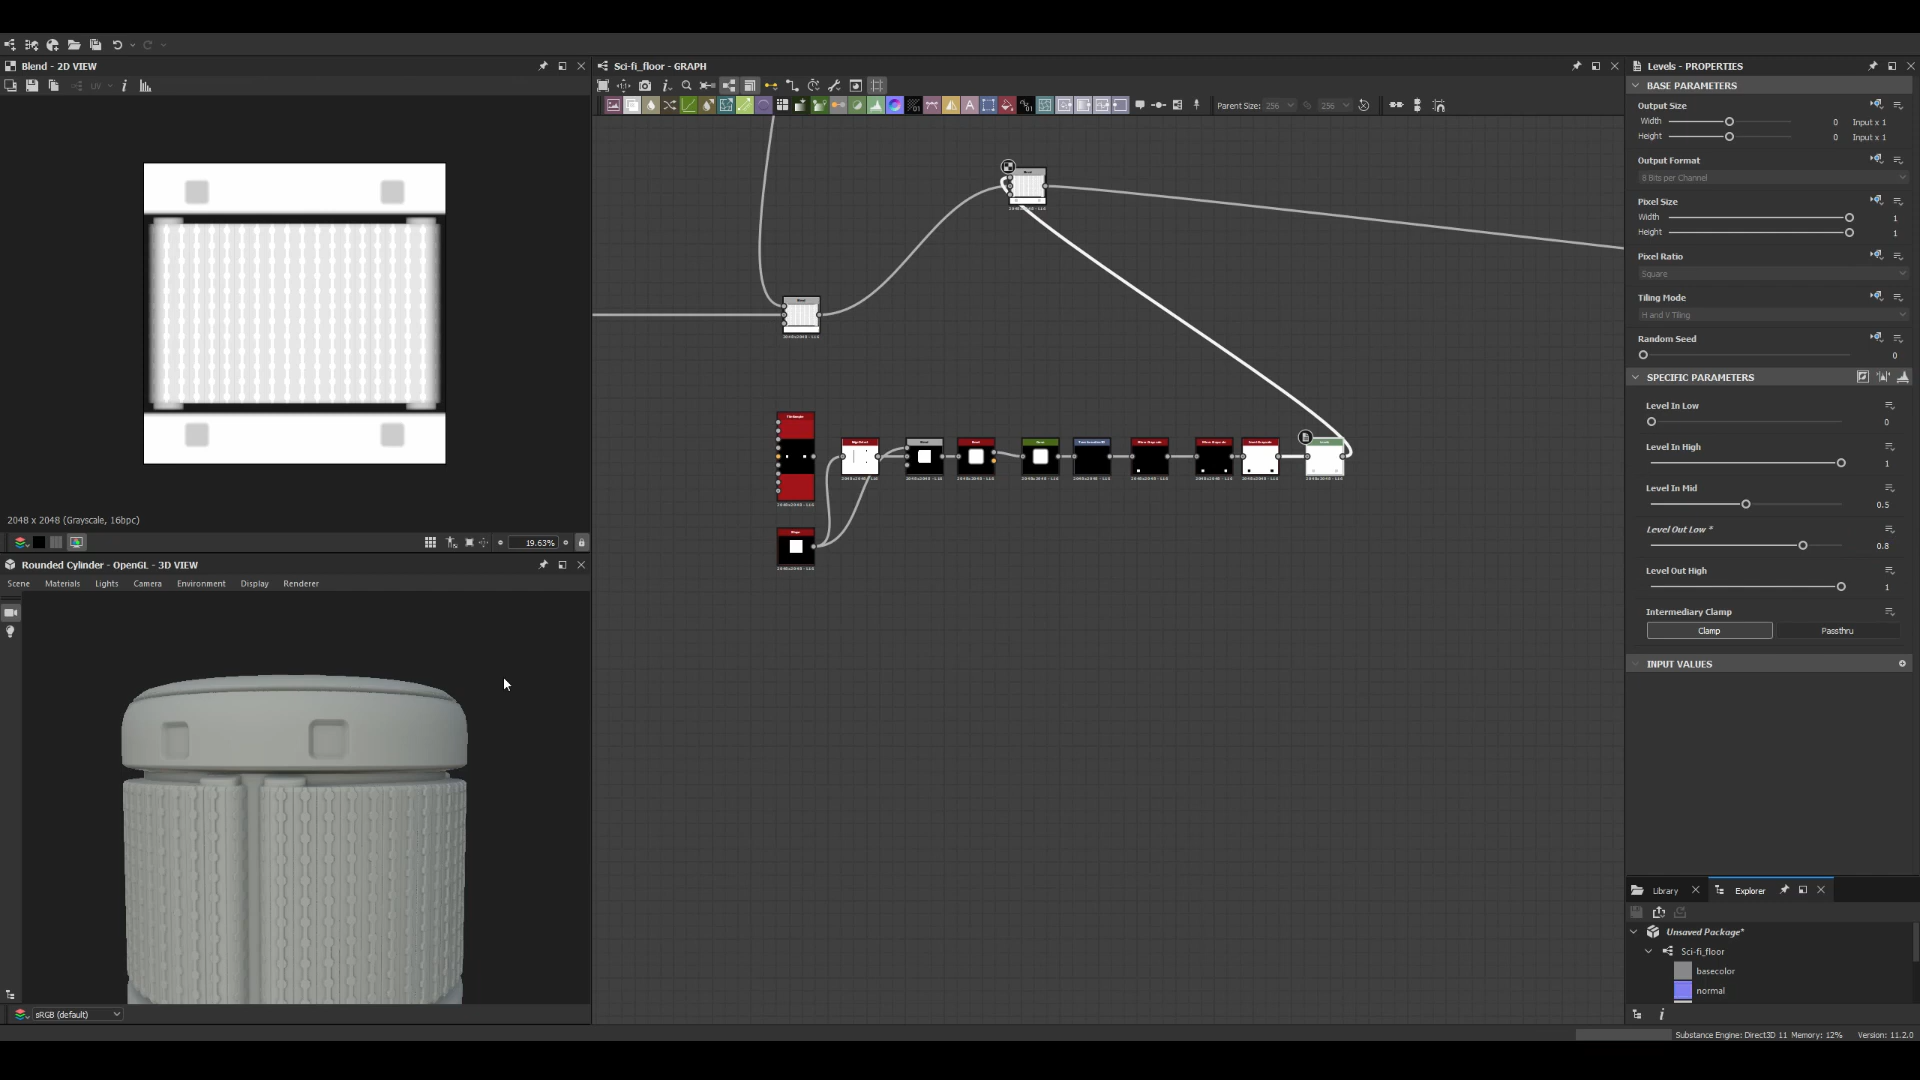 Blend - 2D VIEW
UV
2048 x 2048 (Grayscale, 16bpc)
19.63%
Rounded Cylinder - OpenGL - 3D VIEW
Scene
Materials
Lights
Camera
Environment
Display
Renderer
sRGB (default)
Sci-fi_floor - GRAPH
Parent Size:
256
256
Levels - PROPERTIES
BASE PARAMETERS
Output Size
Width 0 Input x 1
Height 0 Input x 1
Output Format
8 Bits per Channel
Pixel Size
Width 1
Height 1
Pixel Ratio
Square
Tiling Mode
H and V Tiling
Random Seed
0
SPECIFIC PARAMETERS
Level In Low
0
Level In High
1
Level In Mid
0.5
Level Out Low *
0.8
Level Out High
1
Intermediary Clamp
Clamp
Passthru
INPUT VALUES
Library
Explorer
Unsaved Package*
Sci-fi_floor
basecolor
normal
Substance Engine: Direct3D 11 Memory: 12%
Version: 11.2.0